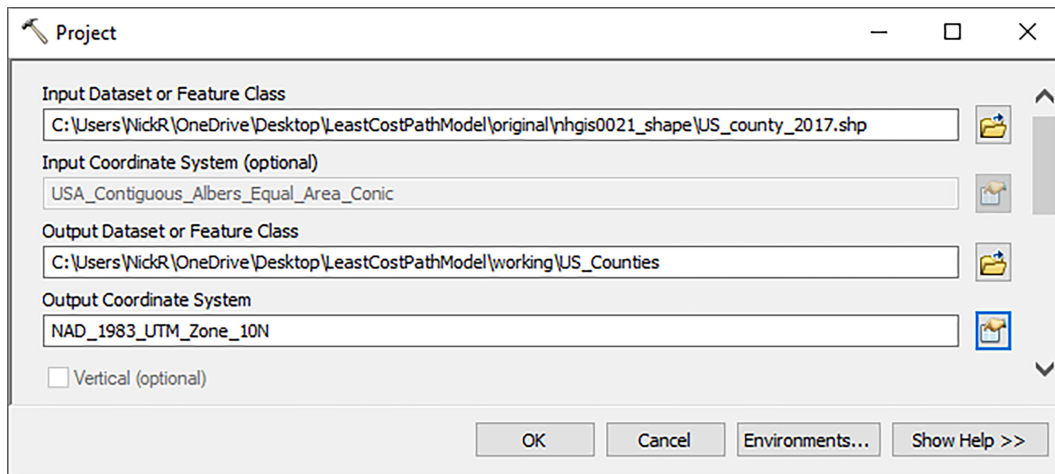 Project
Input Dataset or Feature Class
C:\Users\NickR\OneDrive\Desktop\LeastCostPathModel\original\nhgis0021_shape\US_county_2017.shp
Input Coordinate System (optional)
USA_Contiguous_Albers_Equal_Area_Conic
Output Dataset or Feature Class
C:\Users\NickR\OneDrive\Desktop\LeastCostPathModel\working\US_Counties
Output Coordinate System
NAD_1983_UTM_Zone_10N
Vertical (optional)
OK Cancel Environments... Show Help >>